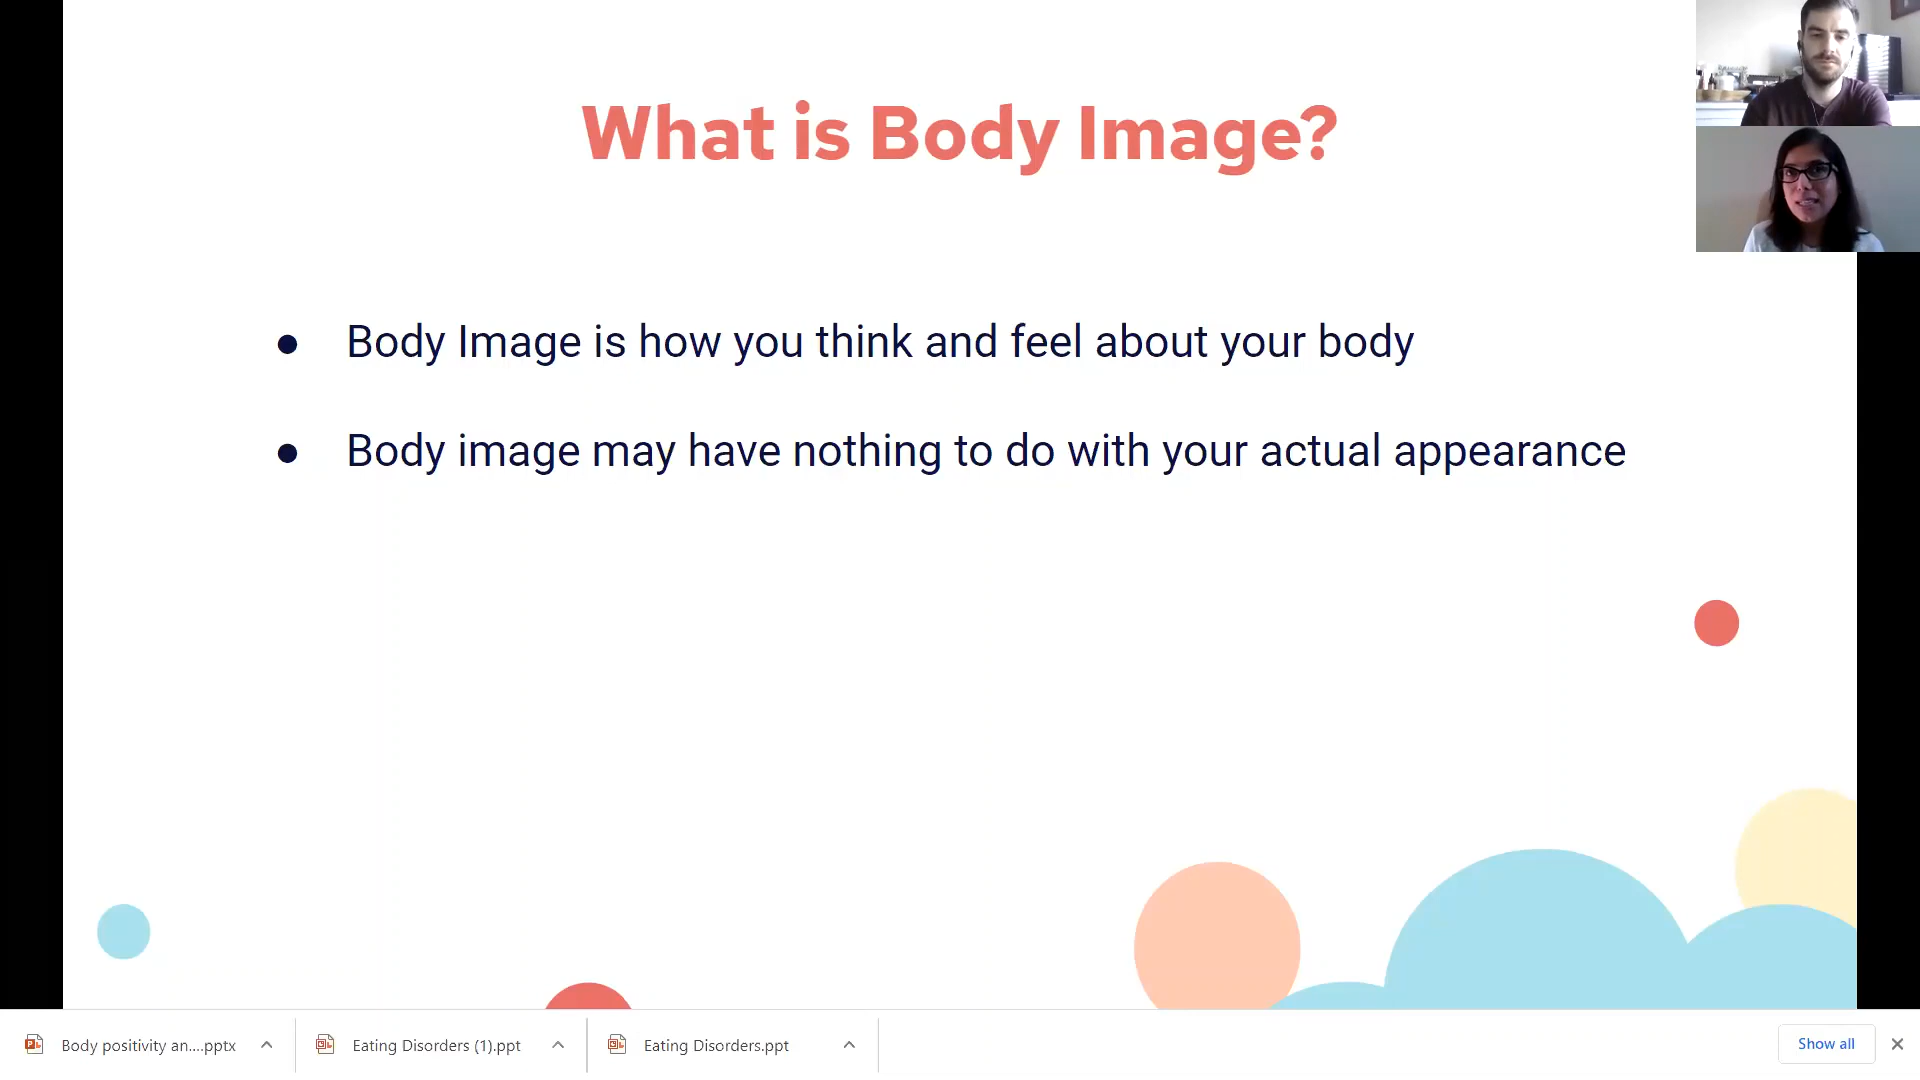 What is Body Image?
● Body Image is how you think and feel about your body
● Body image may have nothing to do with your actual appearance
Body positivity an....pptx
Eating Disorders (1).ppt
Eating Disorders.ppt
Show all